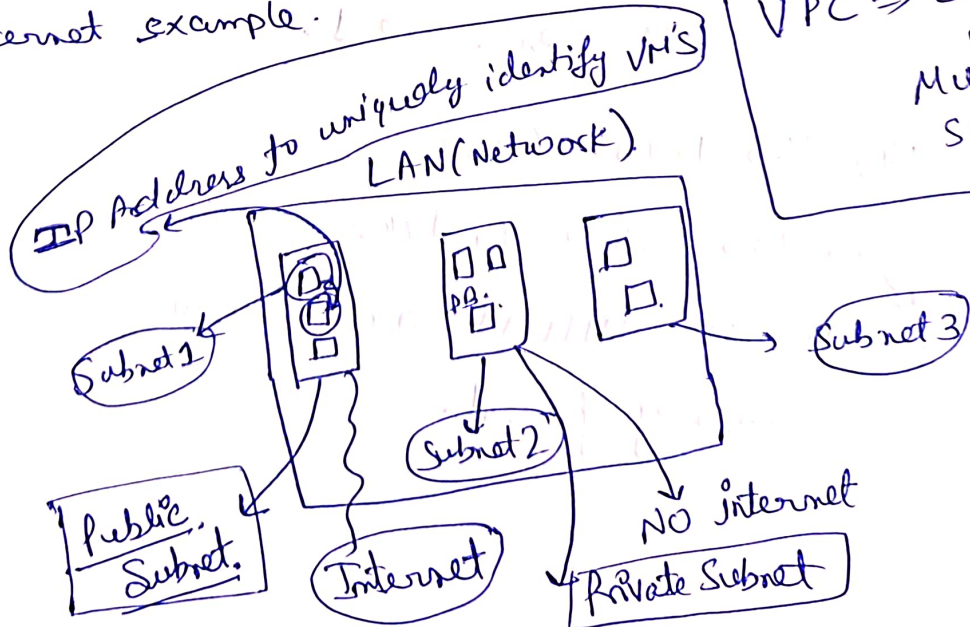 ernet example.
VPC =>
Mu
S
IP Address to uniquely identify VM's
LAN (Network)
Subnet 1
Subnet 2
Subnet 3
Public
Subnet.
Internet
NO internet
Private Subnet